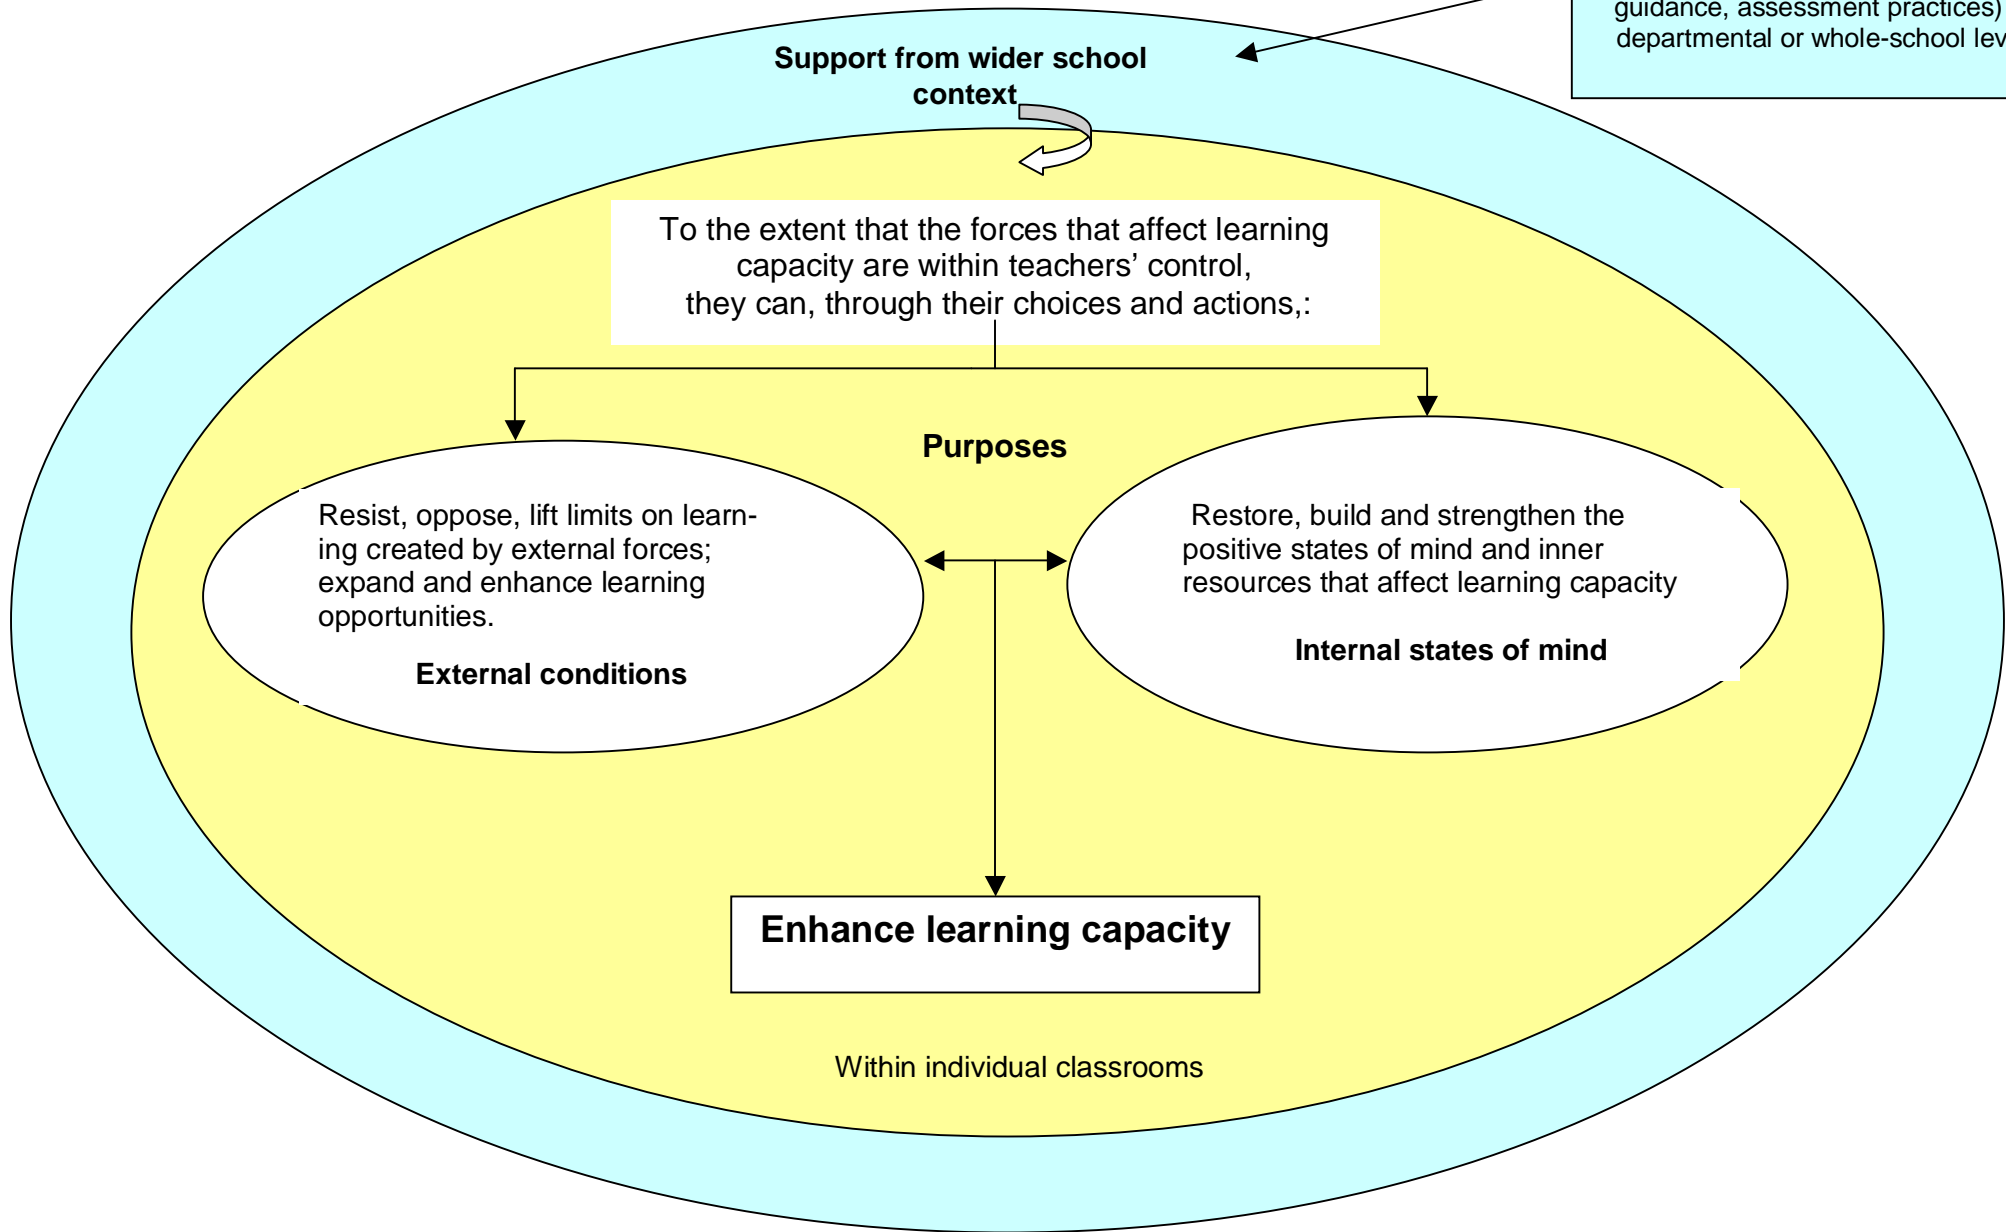 guidance, assessment practices)
departmental or whole-school lev
Support from wider school
context
To the extent that the forces that affect learning
capacity are within teachers’ control,
they can, through their choices and actions,:
Purposes
Resist, oppose, lift limits on learn-
ing created by external forces;
expand and enhance learning
opportunities.
External conditions
Restore, build and strengthen the
positive states of mind and inner
resources that affect learning capacity
Internal states of mind
Enhance learning capacity
Within individual classrooms